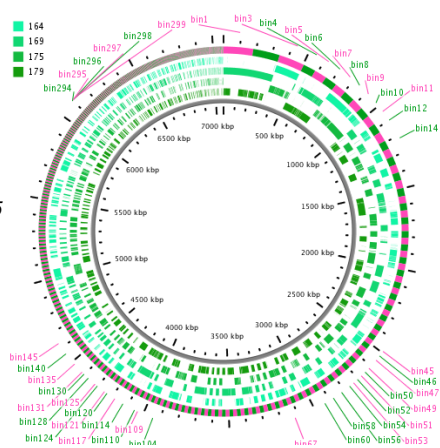 164
169
175
179
bin299
bin298
bin297
bin296
bin295
bin294
bin1
bin3
bin4
bin5
bin6
bin7
bin8
bin9
bin10
bin11
bin12
bin14
7000 kbp
500 kbp
1000 kbp
1500 kbp
2000 kbp
2500 kbp
3000 kbp
3500 kbp
4000 kbp
4500 kbp
5000 kbp
5500 kbp
6000 kbp
6500 kbp
bin45
bin46
bin47
bin49
bin50
bin51
bin52
bin53
bin54
bin56
bin58
bin60
bin67
bin104
bin109
bin110
bin114
bin117
bin120
bin121
bin124
bin128
bin130
bin131
bin135
bin140
bin145